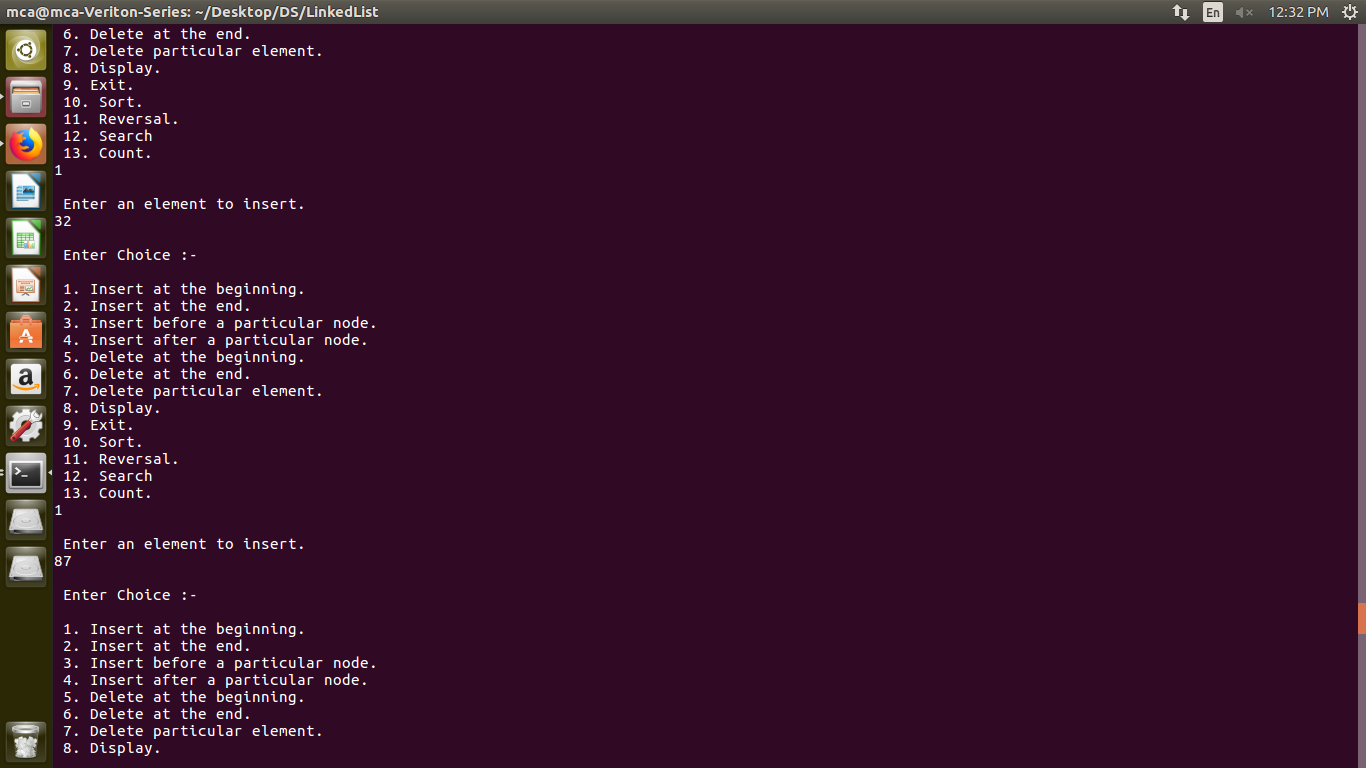 mca@mca-Veriton-Series: ~/Desktop/DS/LinkedList
En
12:32 PM
6. Delete at the end.
7. Delete particular element.
8. Display.
9. Exit.
10. Sort.
11. Reversal.
12. Search
13. Count.
1
Enter an element to insert.
32
Enter Choice :-
1. Insert at the beginning.
2. Insert at the end.
3. Insert before a particular node.
4. Insert after a particular node.
5. Delete at the beginning.
6. Delete at the end.
7. Delete particular element.
8. Display.
9. Exit.
10. Sort.
11. Reversal.
12. Search
13. Count.
1
Enter an element to insert.
87
Enter Choice :-
1. Insert at the beginning.
2. Insert at the end.
3. Insert before a particular node.
4. Insert after a particular node.
5. Delete at the beginning.
6. Delete at the end.
7. Delete particular element.
8. Display.